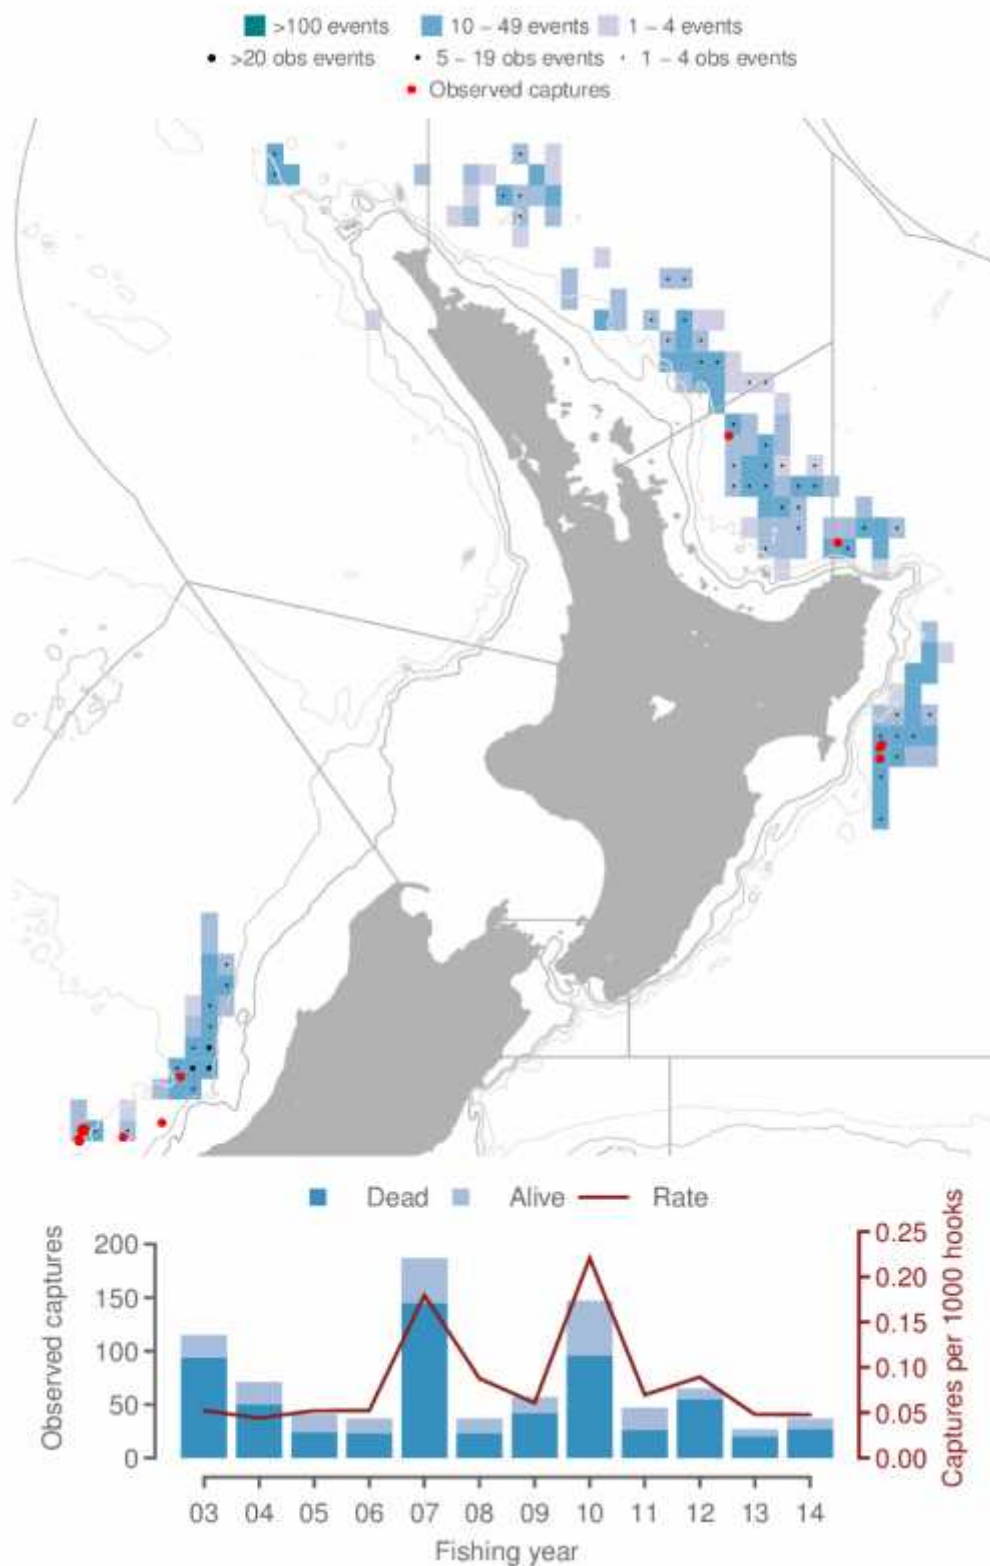 >100 events 10 − 49 events 1 − 4 events
>20 obs events 5 − 19 obs events 1 − 4 obs events
Observed captures
Dead Alive Rate
Observed captures
200
150
100
50
0
0.25
0.20
0.15
0.10
0.05
0.00
Captures per 1000 hooks
03 04 05 06 07 08 09 10 11 12 13 14
Fishing year